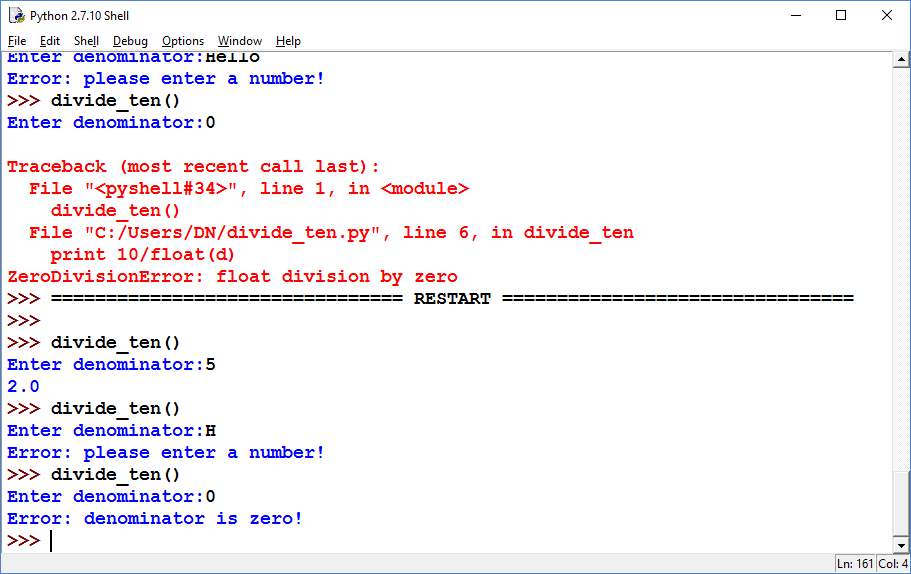 Python 2.7.10 Shell
File Edit Shell Debug Options Window Help
Enter denominator:Hello
Error: please enter a number!
>>> divide_ten()
Enter denominator:0
Traceback (most recent call last):
  File "<pyshell#34>", line 1, in <module>
    divide_ten()
  File "C:/Users/DN/divide_ten.py", line 6, in divide_ten
    print 10/float(d)
ZeroDivisionError: float division by zero
>>> ================================ RESTART ================================
>>>
>>> divide_ten()
Enter denominator:5
2.0
>>> divide_ten()
Enter denominator:H
Error: please enter a number!
>>> divide_ten()
Enter denominator:0
Error: denominator is zero!
>>>
Ln: 161 Col: 4